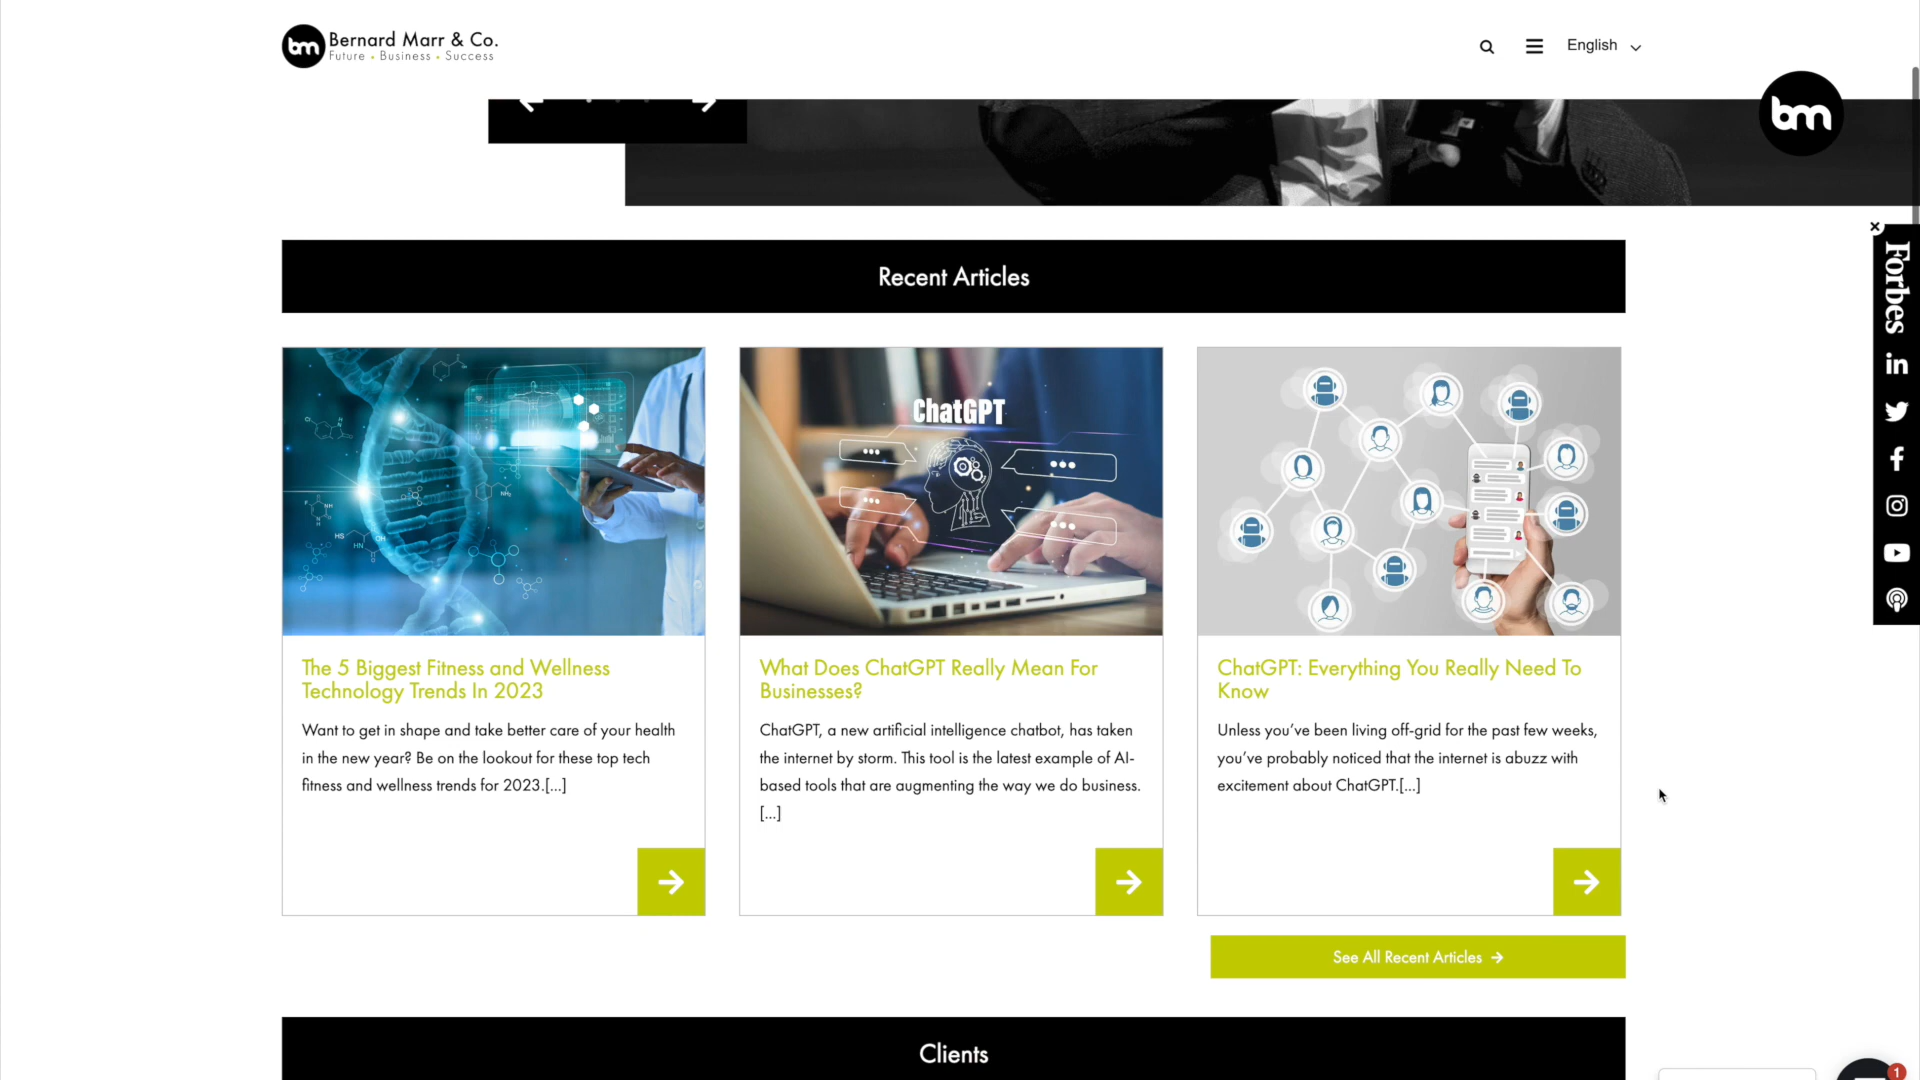 bm Bernard Marr & Co.
Future • Business • Success
English
bm
Forbes
Recent Articles
ChatGPT
HS
HN
OH
NH₂
The 5 Biggest Fitness and Wellness
Technology Trends In 2023
Want to get in shape and take better care of your health
in the new year? Be on the lookout for these top tech
fitness and wellness trends for 2023.[...]
What Does ChatGPT Really Mean For
Businesses?
ChatGPT, a new artificial intelligence chatbot, has taken
the internet by storm. This tool is the latest example of AI-
based tools that are augmenting the way we do business.
[...]
ChatGPT: Everything You Really Need To
Know
Unless you’ve been living off-grid for the past few weeks,
you’ve probably noticed that the internet is abuzz with
excitement about ChatGPT.[...]
See All Recent Articles →
Clients
1